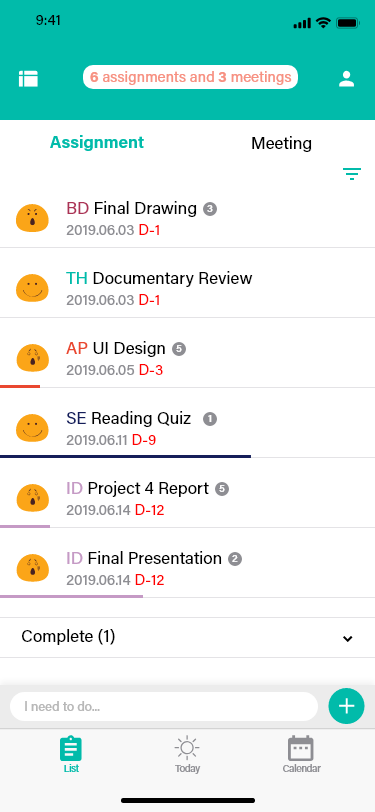 9:41
6 assignments and 3 meetings
Assignment
Meeting
BD Final Drawing 3
2019.06.03 D-1
TH Documentary Review
2019.06.03 D-1
AP UI Design 5
2019.06.05 D-3
SE Reading Quiz 1
2019.06.11 D-9
ID Project 4 Report 5
2019.06.14 D-12
ID Final Presentation 2
2019.06.14 D-12
Complete (1)
I need to do...
List
Today
Calendar